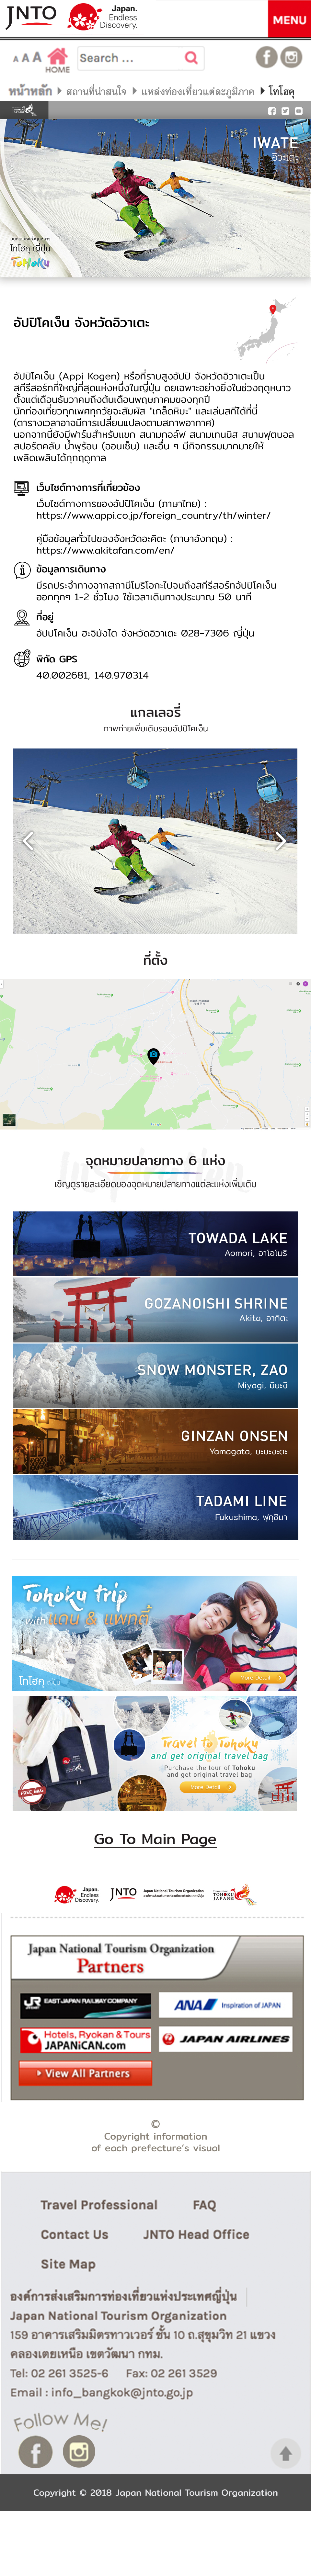 JNTO
Japan.
Endless
Discovery.
MENU
A A A
HOME
Search ...
หน้าหลัก
สถานที่น่าสนใจ
แหล่งท่องเที่ยวแต่ละภูมิภาค
โทโฮคุ
IWATE
อิวะเตะ
โทโฮคุ ญี่ปุ่น
TOHOKU
อัปปิโคเง็น จังหวัดอิวาเตะ
อัปปิโคเง็น (Appi Kogen) หรือที่ราบสูงอัปปิ จังหวัดอิวาเตะเป็น
สกีรีสอร์ทที่ใหญ่ที่สุดแห่งหนึ่งในญี่ปุ่น ตยเฉพาะอย่างยิ่งในช่วงฤดูหนาว
ตั้งแต่เดือนธันวาคมถึงต้นเดือนพฤษภาคมของทุกปี
นักท่องเที่ยวทุกเพศทุกวัยจะสัมผัส "เกล็ดหิมะ" และเล่นสกีได้ที่นี่
(ตารางเวลาอาจมีการเปลี่ยนแปลงตามสภาพอากาศ)
นอกจากนี้ยังมีฟาร์มสำหรับแขก สนามกอล์ฟ สนามเทนนิส สนามฟุตบอล
สปอร์ตคลับ น้ำพุร้อน (ออนเซ็น) และอื่น ๆ มีกิจกรรมมากมายให้
เพลิดเพลินได้ทุกฤดูกาล
เว็บไซต์ทางการที่เกี่ยวข้อง
เว็บไซต์ทางการของอัปปิโคเง็น (ภาษาไทย) :
https://www.appi.co.jp/foreign_country/th/winter/
คู่มือข้อมูลทั่วไปของจังหวัดอะคิตะ (ภาษาอังกฤษ) :
https://www.akitafan.com/en/
ข้อมูลการเดินทาง
มีรถประจำทางจากสถานีโมริโอกะไปจนถึงสกีรีสอร์ทอัปปิโคเง็น
ออกทุกๆ 1-2 ชั่วโมง ใช้เวลาเดินทางประมาณ 50 นาที
ที่อยู่
อัปปิโคเง็น ฮะจิมังไต จังหวัดอิวาเตะ 028-7306 ญี่ปุ่น
พิกัด GPS
40.002681, 140.970314
แกลเลอรี่
ภาพถ่ายเพิ่มเติมรอบอัปปิโคเง็น
ที่ตั้ง
จุดหมายปลายทาง 6 แห่ง
เชิญดูรายละเอียดของจุดหมายปลายทางแต่ละแห่งเพิ่มเติม
TOWADA LAKE
Aomori, อาโอโมริ
GOZANOISHI SHRINE
Akita, อากิตะ
SNOW MONSTER, ZAO
Miyagi, มิยะงิ
GINZAN ONSEN
Yamagata, ยะมะงะตะ
TADAMI LINE
Fukushima, ฟุคุชิมา
Tohoku trip
with แคย์ & แพทตี้
โทโฮคุ ญี่ปุ่น
More Detail
Travel to Tohoku
and get original travel bag
Purchase the tour of Tohoku
and get original travel bag
More Detail
FREE BAG
Go To Main Page
Japan.
Endless
Discovery.
JNTO
Japan National Tourism Organization
TOHOKU
JAPAN
Japan National Tourism Organization
Partners
JR EAST JAPAN RAILWAY COMPANY
ANA Inspiration of JAPAN
Hotels, Ryokan & Tours
JAPANiCAN.com
JAPAN AIRLINES
View All Partners
©
Copyright information
of each prefecture's visual
Travel Professional
FAQ
Contact Us
JNTO Head Office
Site Map
องค์การส่งเสริมการท่องเที่ยวแห่งประเทศญี่ปุ่น
Japan National Tourism Organization
159 อาคารเสริมมิตรทาวเวอร์ ชั้น 10 ถ.สุขุมวิท 21 แขวง
คลองเตยเหนือ เขตวัฒนา กทม.
Tel: 02 261 3525-6 Fax: 02 261 3529
Email : info_bangkok@jnto.go.jp
Follow Me!
Copyright © 2018 Japan National Tourism Organization